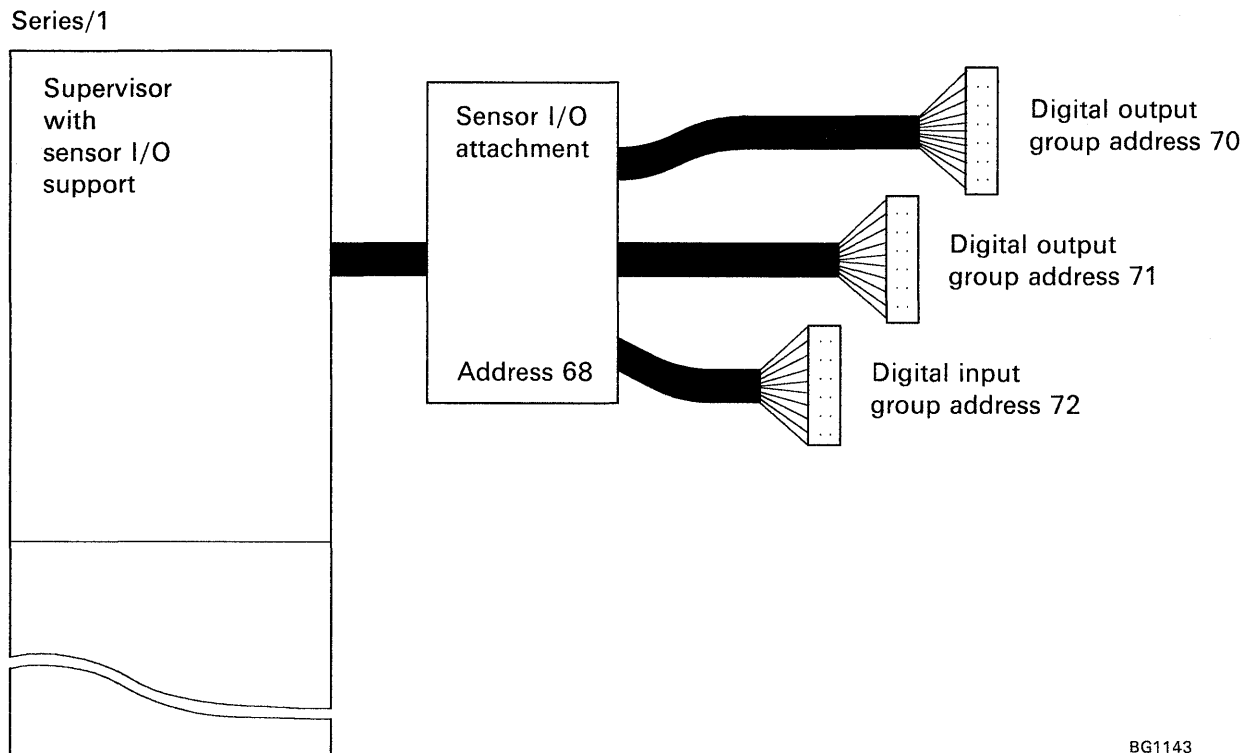 Series/1
Supervisor
with
sensor I/O
support
Sensor I/O
attachment
Address 68
Digital output
group address 70
Digital output
group address 71
Digital input
group address 72
BG1143